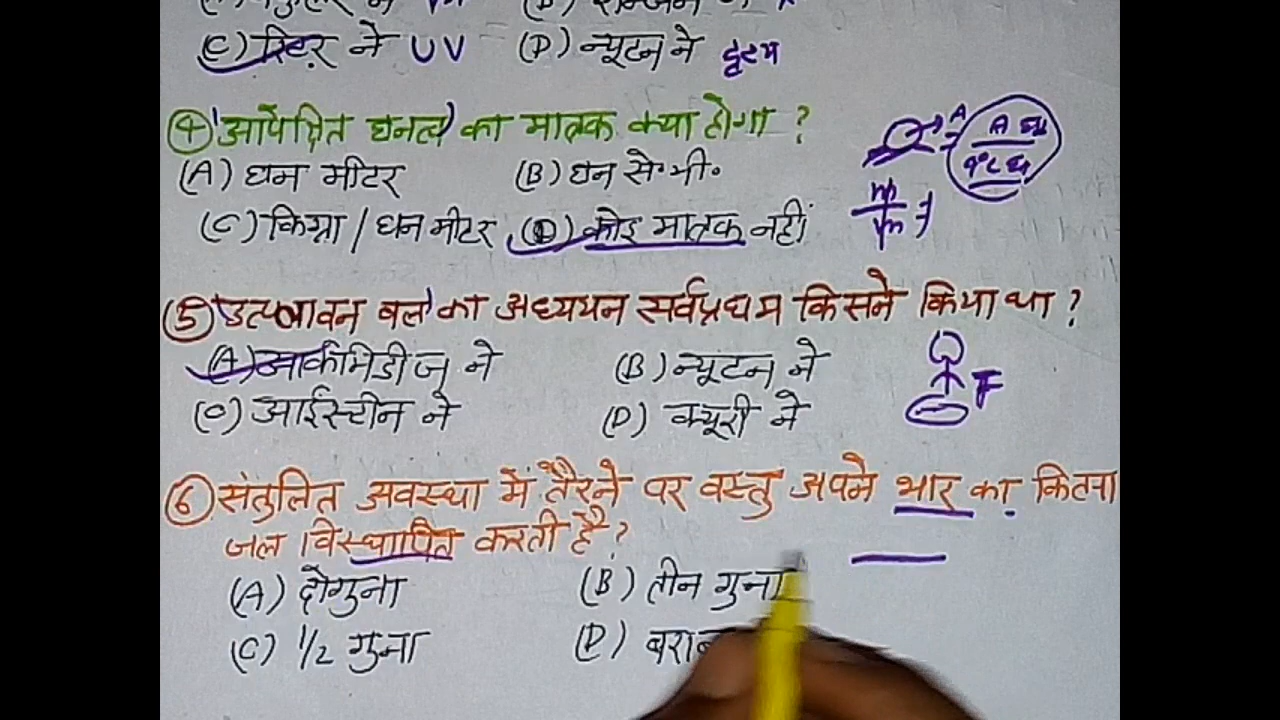 (C) रिटर ने UV (D) न्यूटन ने दृश्य
④ 'आपेक्षित घनत्व' का मात्रक क्या होगा ?
(A) घन मीटर (B) घन से॰मी॰
(C) किग्रा / घन मीटर (D) कोई मात्रक नहीं
⑤ 'उत्प्लावन बल' का अध्ययन सर्वप्रथम किसने किया था ?
(A) आर्कमिडीज ने (B) न्यूटन ने
(C) आईस्टीन ने (D) क्यूरी ने
F
⑥ संतुलित अवस्था में तैरने पर वस्तु अपने भार का कितना
जल विस्थापित करती है ?
(A) दोगुना (B) तीन गुना
(C) 1/2 गुना (D)